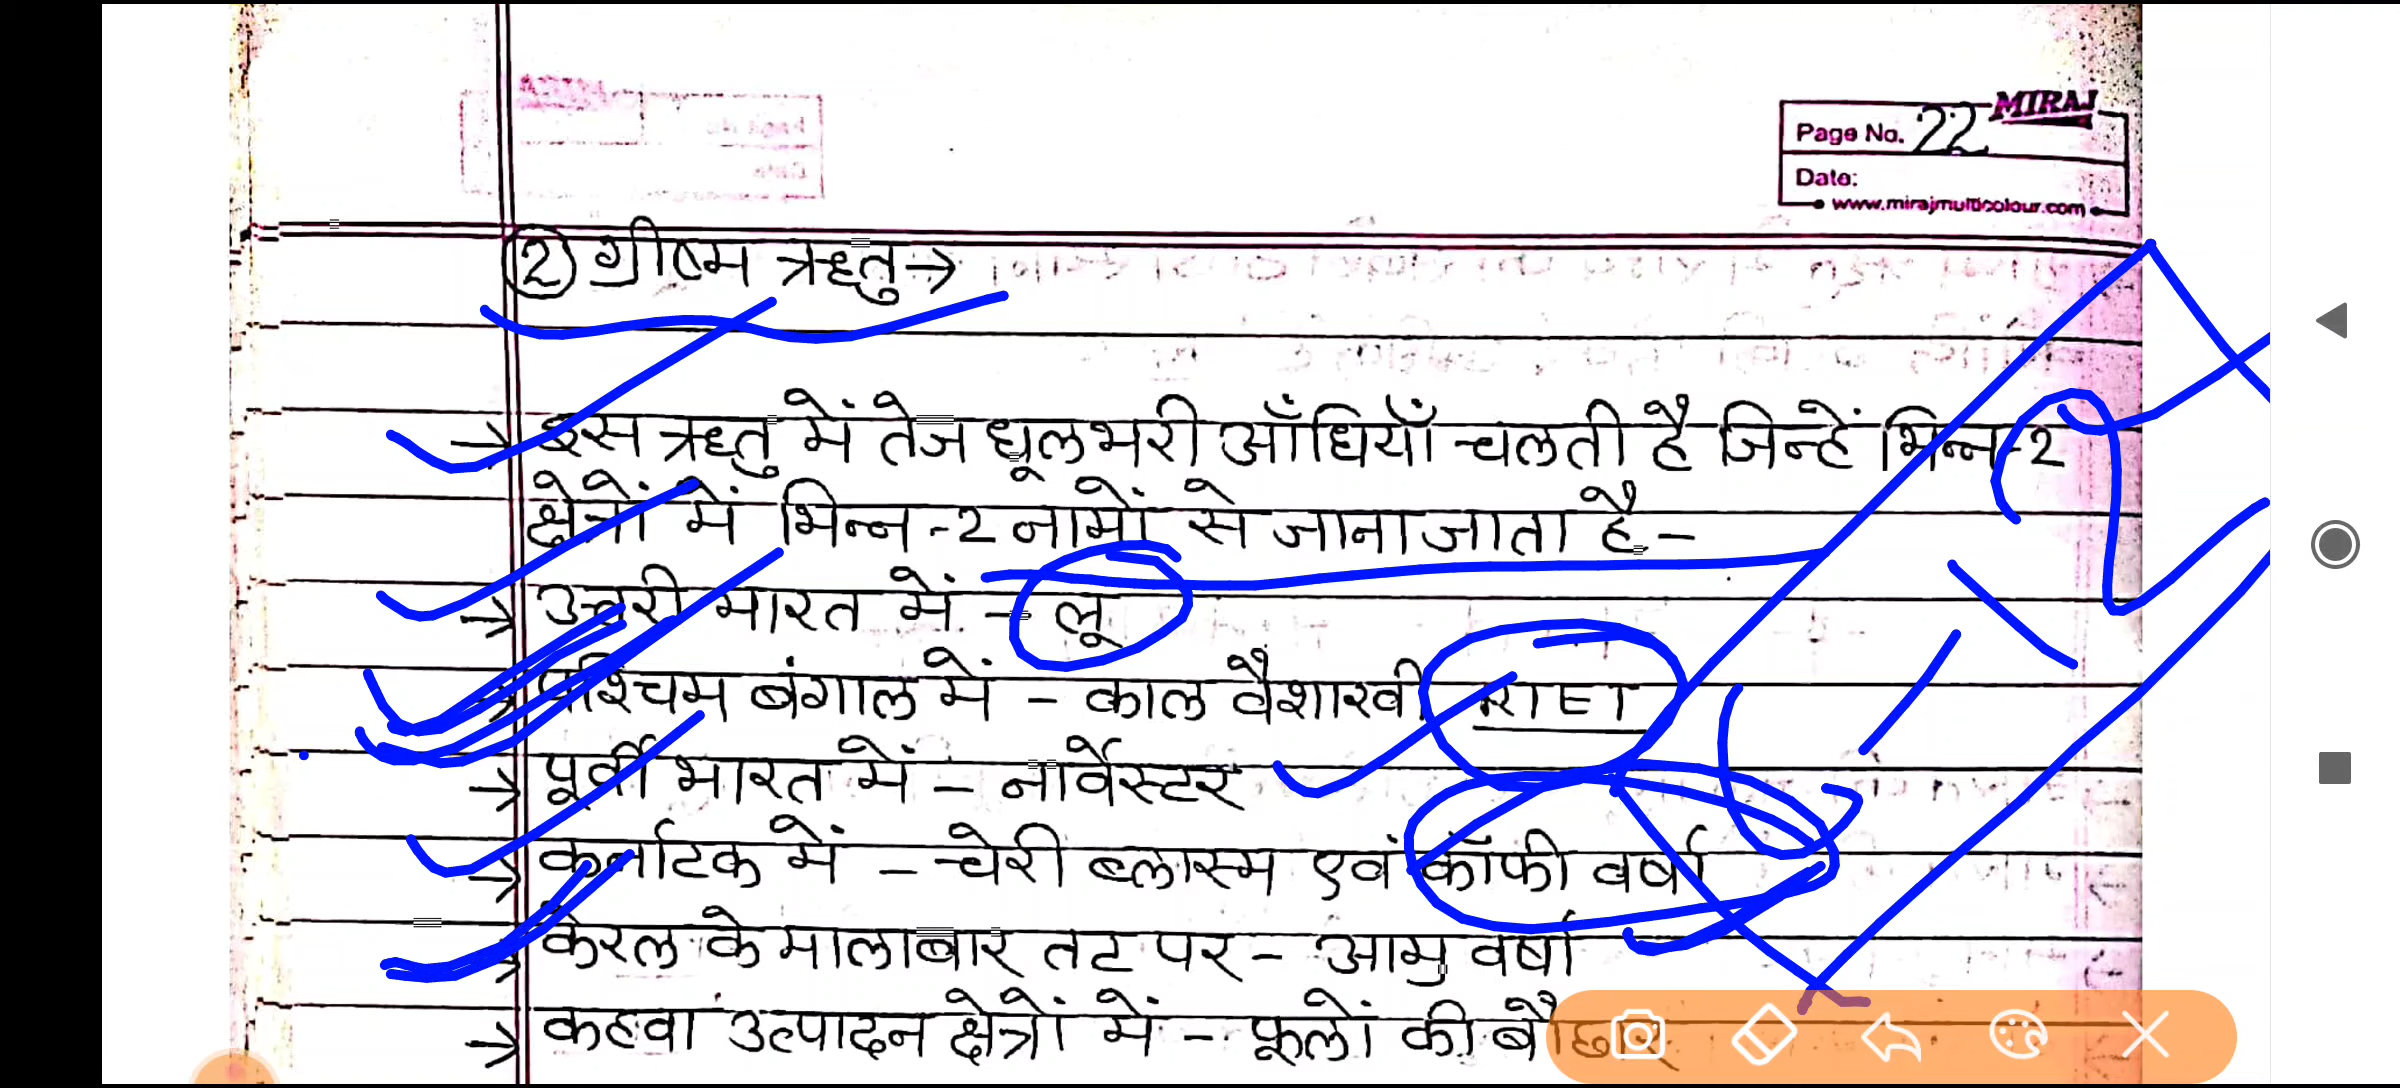 MIRAJ
Page No. 22
Date:
www.mirajmulticolour.com
② ग्रीष्म ऋतु→
→ इस ऋतु में तेज धूलभरी आँधियाँ चलती है जिन्हें भिन्न-2
क्षेत्रों में भिन्न-2 नामों से जाना जाता है-
→ उत्तरी भारत में - लू
→ पश्चिम बंगाल में - काल वैशाखी
→ पूर्वी भारत में - नार्वेस्टर
→ कर्नाटक में - चेरी ब्लास्म एवं कॉफी वर्षा
→ केरल के मालाबार तट पर - आम्र वर्षा
→ कहवा उत्पादन क्षेत्रों में - फूलों की बौछार